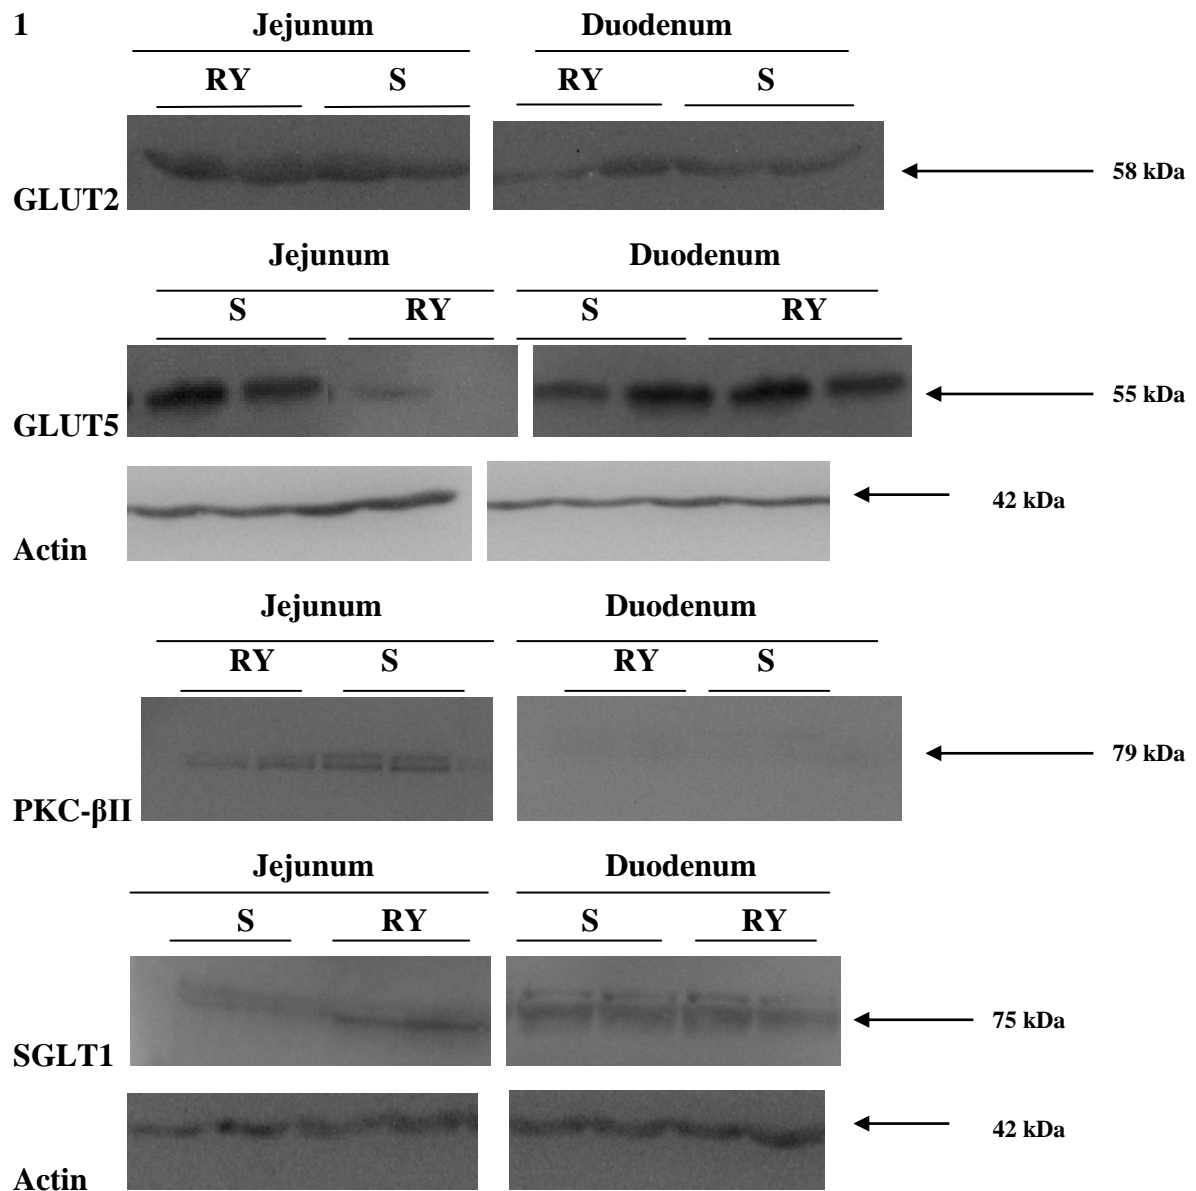 1
Jejunum Duodenum
RY S RY S
GLUT2
58 kDa
Jejunum Duodenum
S RY S RY
GLUT5
55 kDa
Actin
42 kDa
Jejunum Duodenum
RY S RY S
PKC-βII
79 kDa
Jejunum Duodenum
S RY S RY
SGLT1
75 kDa
Actin
42 kDa